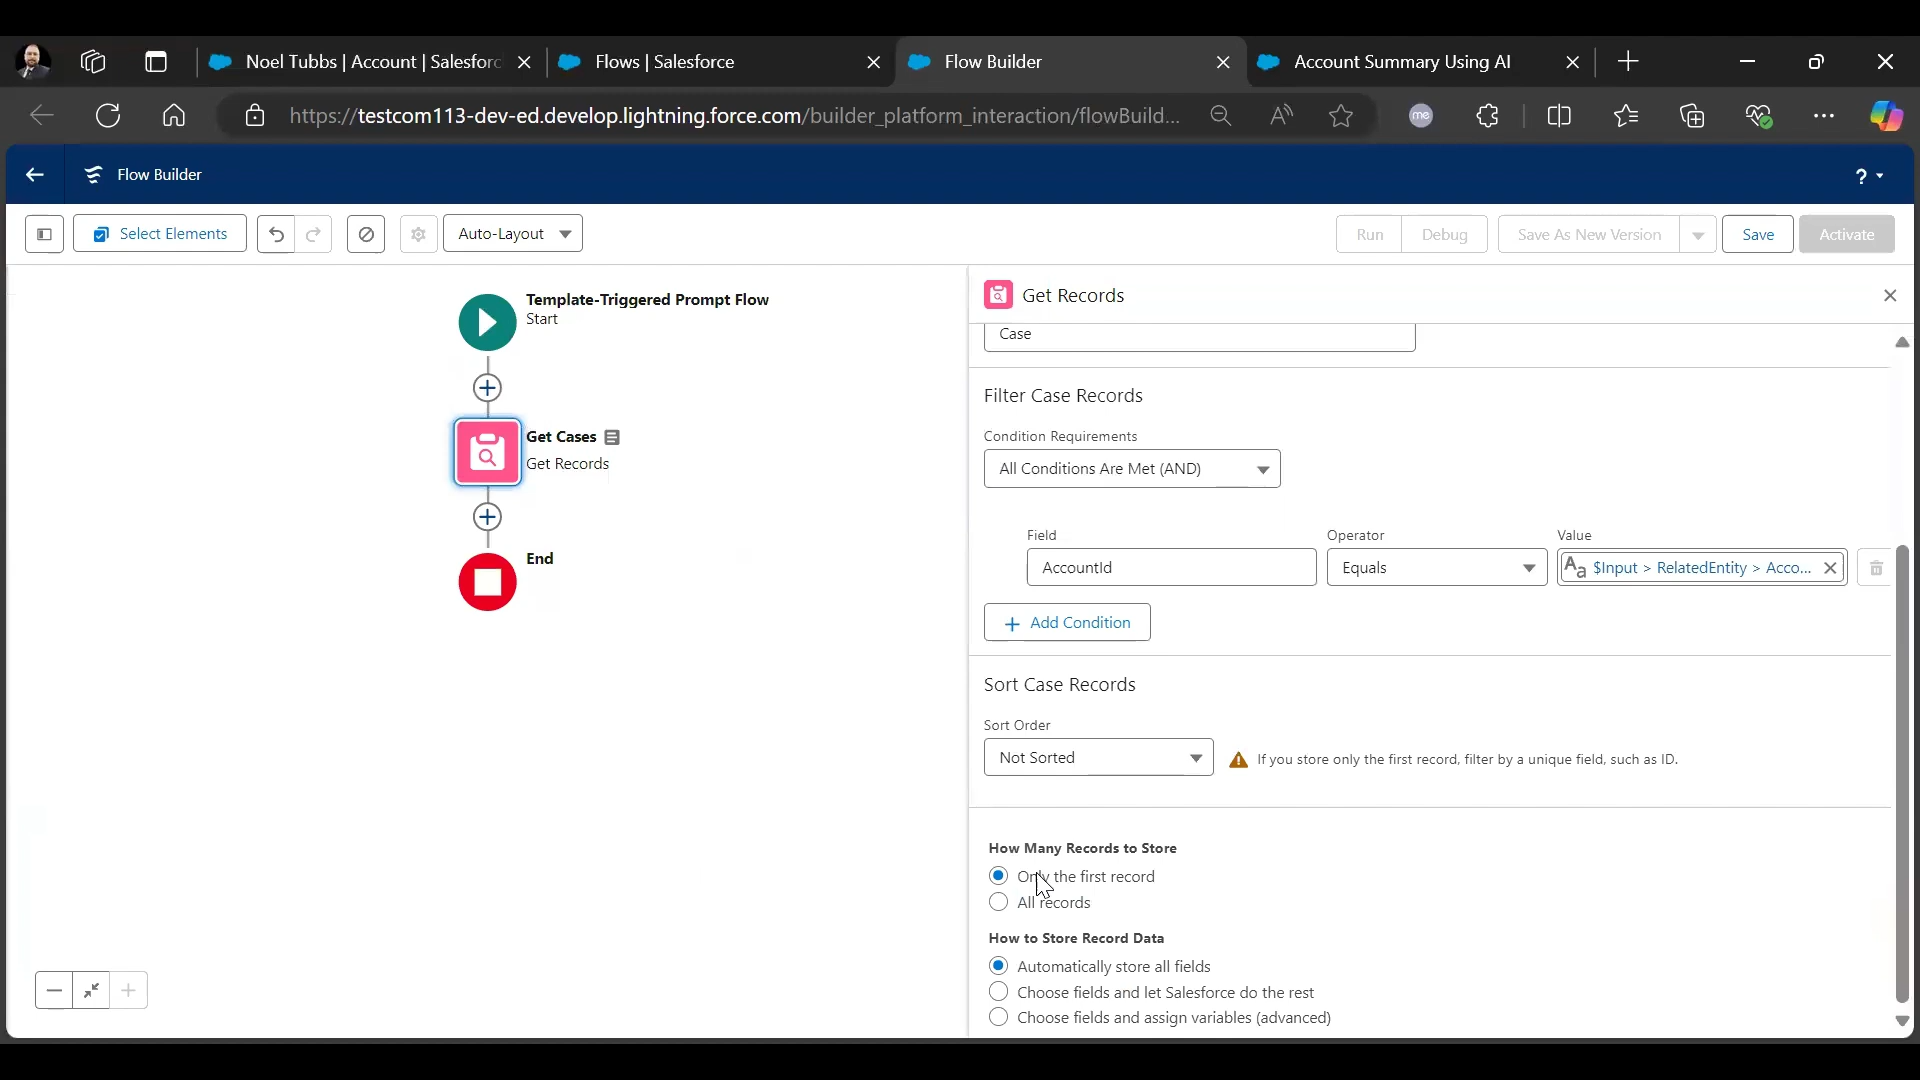 Noel Tubbs | Account | Salesforc
Flows | Salesforce
Flow Builder
Account Summary Using AI
https://testcom113-dev-ed.develop.lightning.force.com/builder_platform_interaction/flowBuild...
me
Flow Builder
?
Select Elements
Auto-Layout
Run
Debug
Save As New Version
Save
Activate
Template-Triggered Prompt Flow
Start
Get Cases
Get Records
End
Get Records
Case
Filter Case Records
Condition Requirements
All Conditions Are Met (AND)
Field
Operator
Value
AccountId
Equals
Aa $Input > RelatedEntity > Acco...
Add Condition
Sort Case Records
Sort Order
Not Sorted
If you store only the first record, filter by a unique field, such as ID.
How Many Records to Store
Only the first record
All records
How to Store Record Data
Automatically store all fields
Choose fields and let Salesforce do the rest
Choose fields and assign variables (advanced)